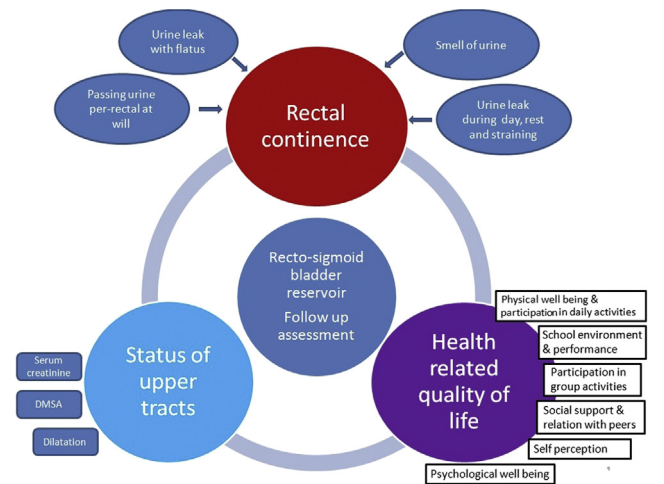 Urine leak
with flatus
Smell of urine
Passing urine
per-rectal at
will
Urine leak
during day, rest
and straining
Rectal
continence
Recto-sigmoid
bladder
reservoir
Follow up
assessment
Status of
upper
tracts
Serum
creatinine
DMSA
Dilatation
Health
related
quality of
life
Physical well being &
participation in daily activities
School environment
& performance
Participation in
group activities
Social support &
relation with peers
Self perception
Psychological well being